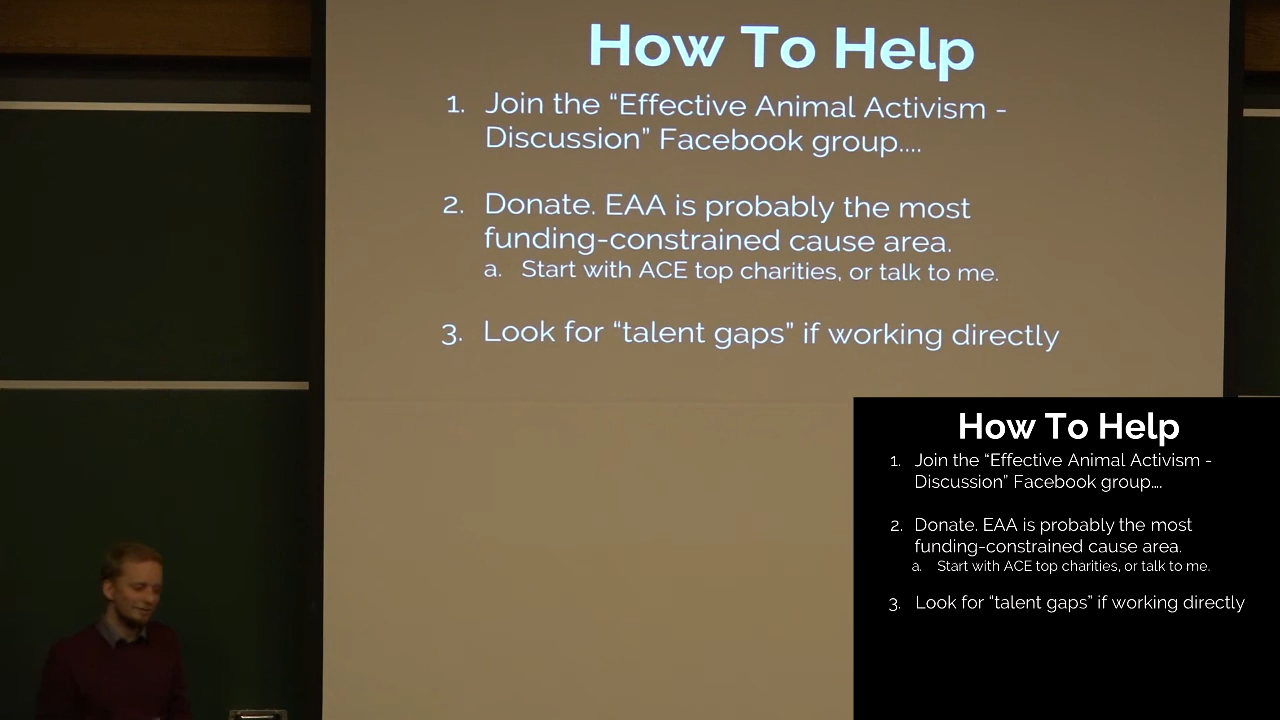 How To Help
1. Join the “Effective Animal Activism -
Discussion” Facebook group....
2. Donate. EAA is probably the most
funding-constrained cause area.
a. Start with ACE top charities, or talk to me.
3. Look for “talent gaps” if working directly
How To Help
1. Join the “Effective Animal Activism -
Discussion” Facebook group....
2. Donate. EAA is probably the most
funding-constrained cause area.
a. Start with ACE top charities, or talk to me.
3. Look for “talent gaps” if working directly